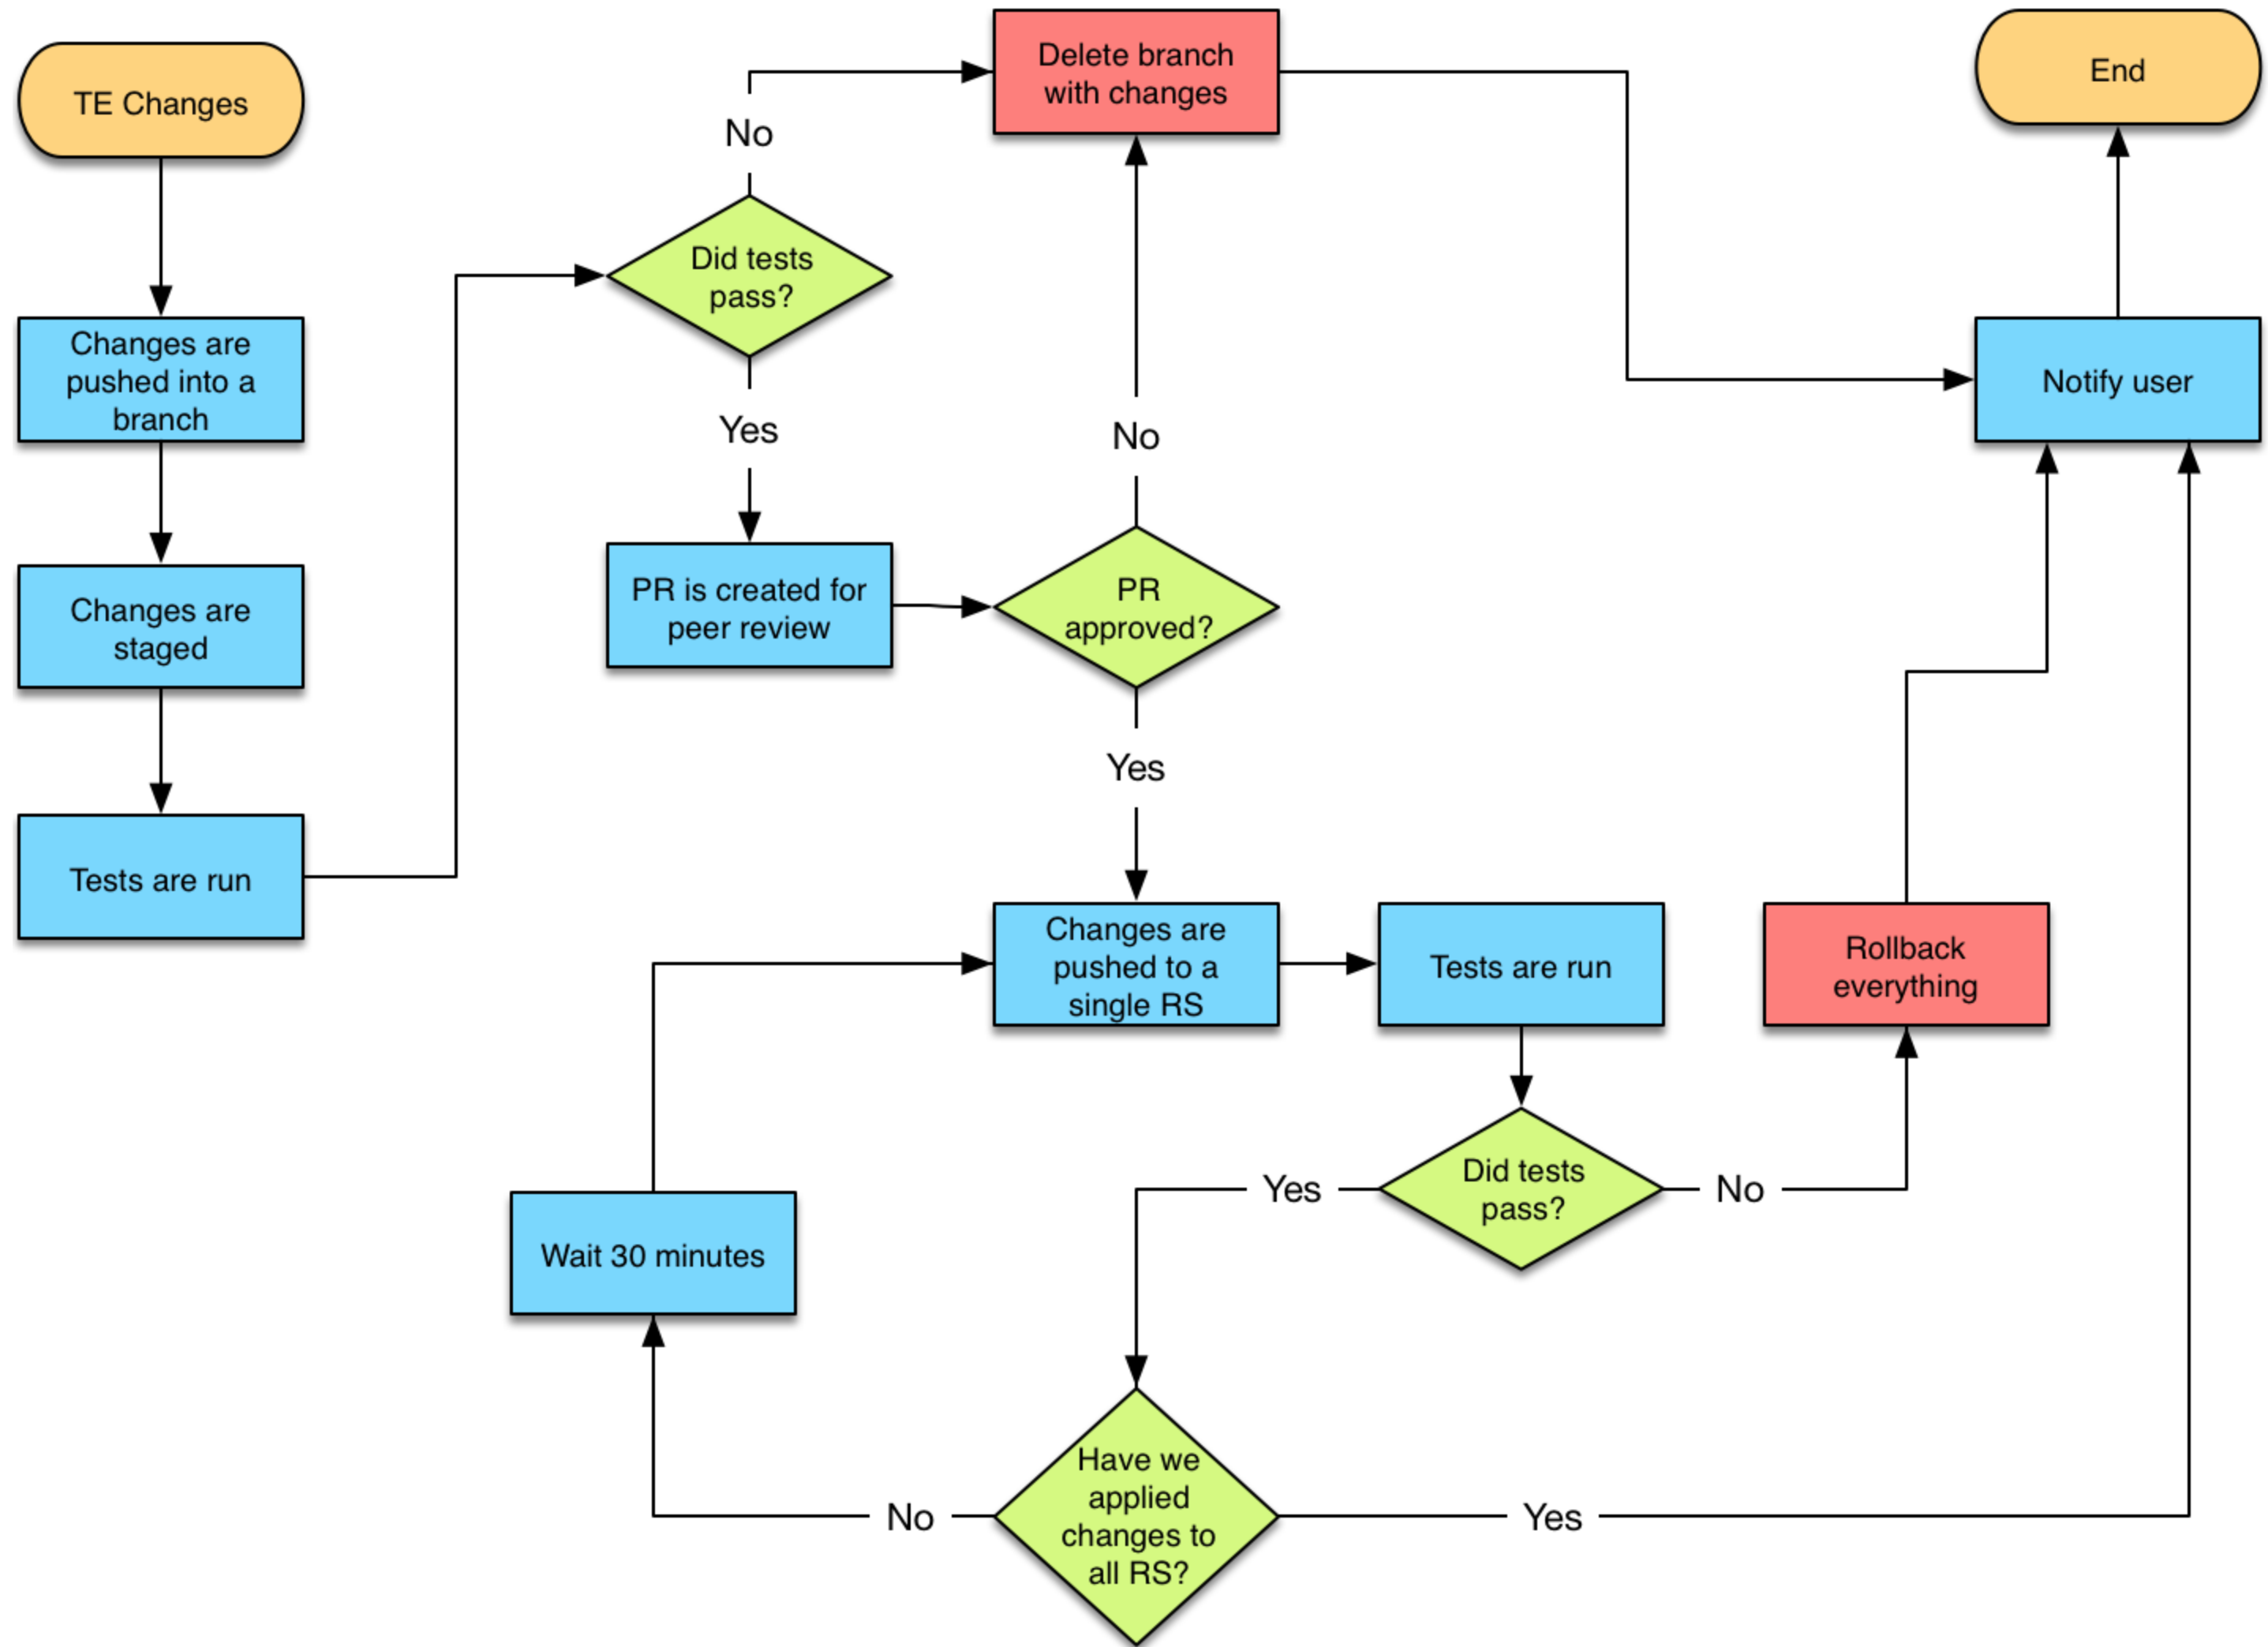 TE Changes
Changes are
pushed into a
branch
Changes are
staged
Tests are run
No
Did tests
pass?
Yes
PR is created for
peer review
Delete branch
with changes
No
PR
approved?
Yes
Changes are
pushed to a
single RS
Tests are run
Did tests
pass?
Yes
No
Rollback
everything
Wait 30 minutes
Have we
applied
changes to
all RS?
No
Yes
Notify user
End